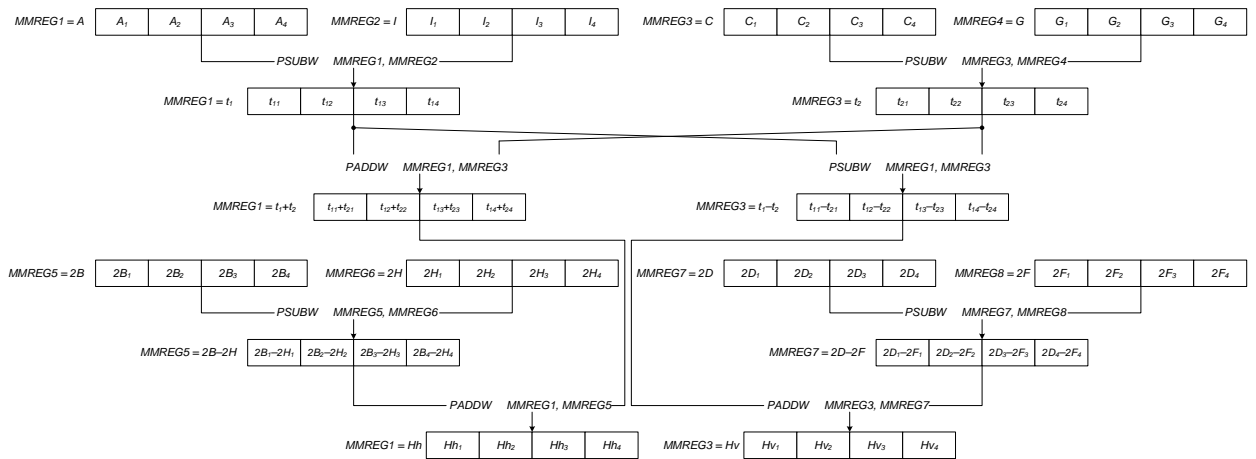 MMREG1 = A A₁ A₂ A₃ A₄ MMREG2 = I I₁ I₂ I₃ I₄ MMREG3 = C C₁ C₂ C₃ C₄ MMREG4 = G G₁ G₂ G₃ G₄
PSUBW MMREG1, MMREG2 PSUBW MMREG3, MMREG4
MMREG1 = t₁ t₁₁ t₁₂ t₁₃ t₁₄ MMREG3 = t₂ t₂₁ t₂₂ t₂₃ t₂₄
PADDW MMREG1, MMREG3 PSUBW MMREG1, MMREG3
MMREG1 = t₁+t₂ t₁₁+t₂₁ t₁₂+t₂₂ t₁₃+t₂₃ t₁₄+t₂₄ MMREG3 = t₁–t₂ t₁₁–t₂₁ t₁₂–t₂₂ t₁₃–t₂₃ t₁₄–t₂₄
MMREG5 = 2B 2B₁ 2B₂ 2B₃ 2B₄ MMREG6 = 2H 2H₁ 2H₂ 2H₃ 2H₄ MMREG7 = 2D 2D₁ 2D₂ 2D₃ 2D₄ MMREG8 = 2F 2F₁ 2F₂ 2F₃ 2F₄
PSUBW MMREG5, MMREG6 PSUBW MMREG7, MMREG8
MMREG5 = 2B–2H 2B₁–2H₁ 2B₂–2H₂ 2B₃–2H₃ 2B₄–2H₄ MMREG7 = 2D–2F 2D₁–2F₁ 2D₂–2F₂ 2D₃–2F₃ 2D₄–2F₄
PADDW MMREG1, MMREG5 PADDW MMREG3, MMREG7
MMREG1 = Hh Hh₁ Hh₂ Hh₃ Hh₄ MMREG3 = Hv Hv₁ Hv₂ Hv₃ Hv₄